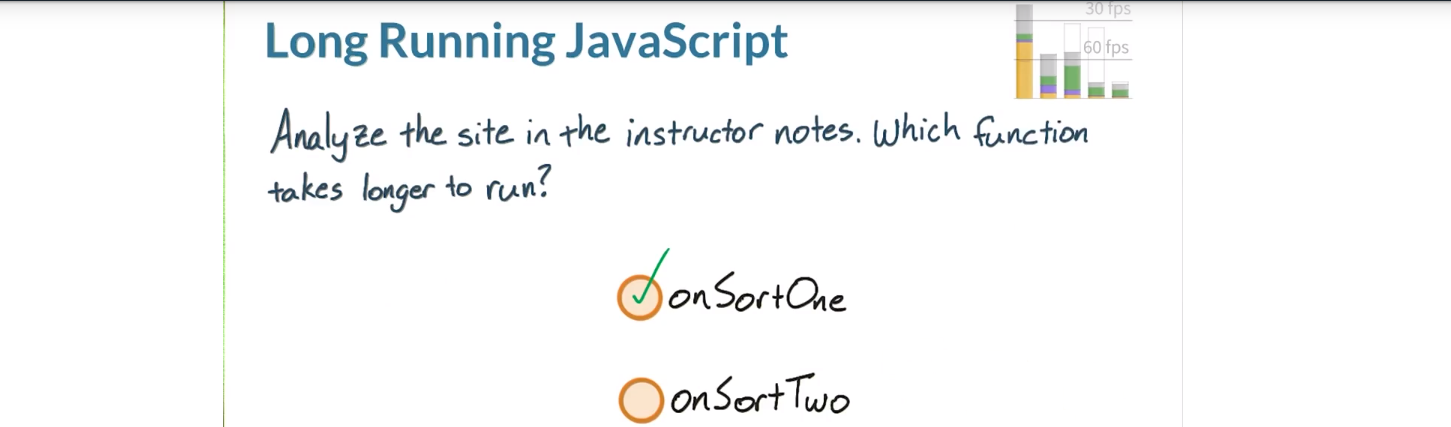 30 fps
Long Running JavaScript
60 fps
Analyze the site in the instructor notes. Which function
takes longer to run?
onSortOne
onSortTwo